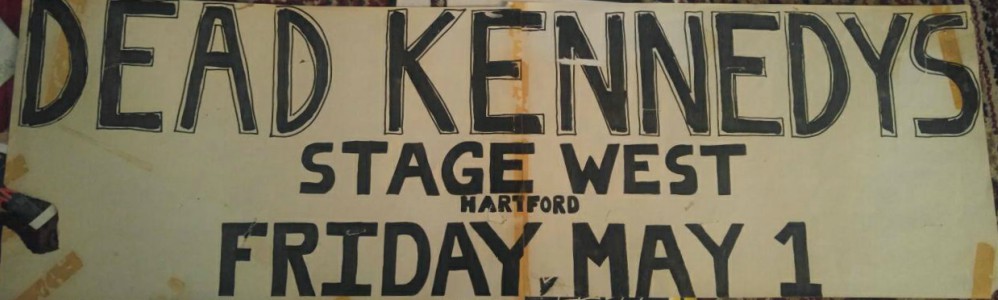 DEAD KENNEDYS
STAGE WEST
HARTFORD
FRIDAY, MAY 1